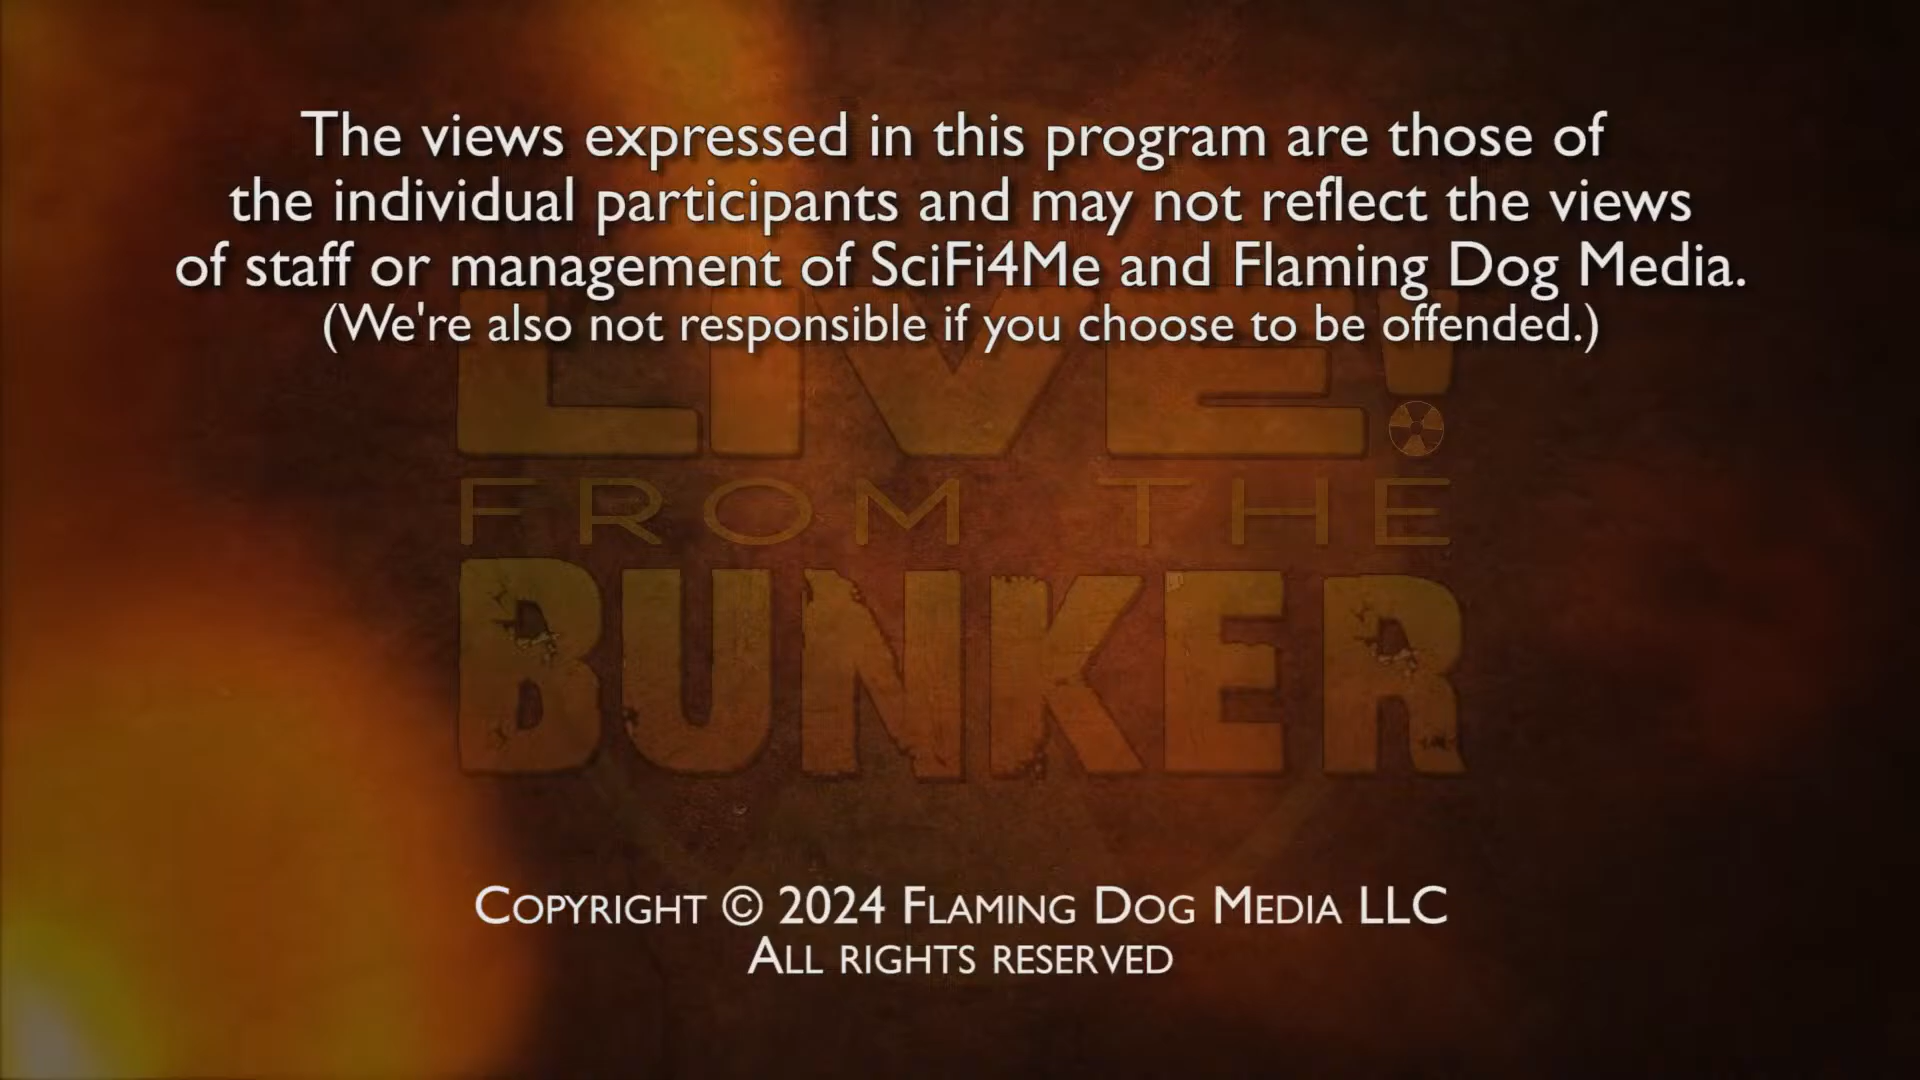 The views expressed in this program are those of
the individual participants and may not reflect the views
of staff or management of SciFi4Me and Flaming Dog Media.
(We're also not responsible if you choose to be offended.)
LIVE!
FROM THE
BUNKER
COPYRIGHT © 2024 FLAMING DOG MEDIA LLC
ALL RIGHTS RESERVED